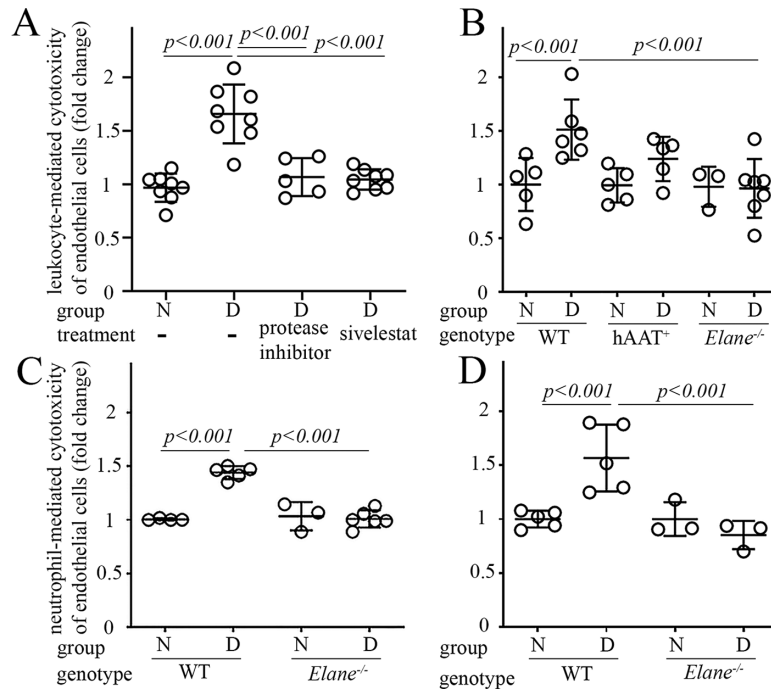 A
leukocyte-mediated cytotoxicity
of endothelial cells (fold change)
p<0.001 p<0.001 p<0.001
2
1.5
1
0.5
0
group N D D D
treatment - - protease sivelestat
inhibitor
B
p<0.001 p<0.001
2
1.5
1
0.5
0
group N D N D N D
genotype WT hAAT⁺ Elane⁻/⁻
C
neutrophil-mediated cytotoxicity
of endothelial cells (fold change)
p<0.001 p<0.001
2
1.5
1
0.5
0
group N D N D
genotype WT Elane⁻/⁻
D
p<0.001 p<0.001
2
1.5
1
0.5
0
group N D N D
genotype WT Elane⁻/⁻